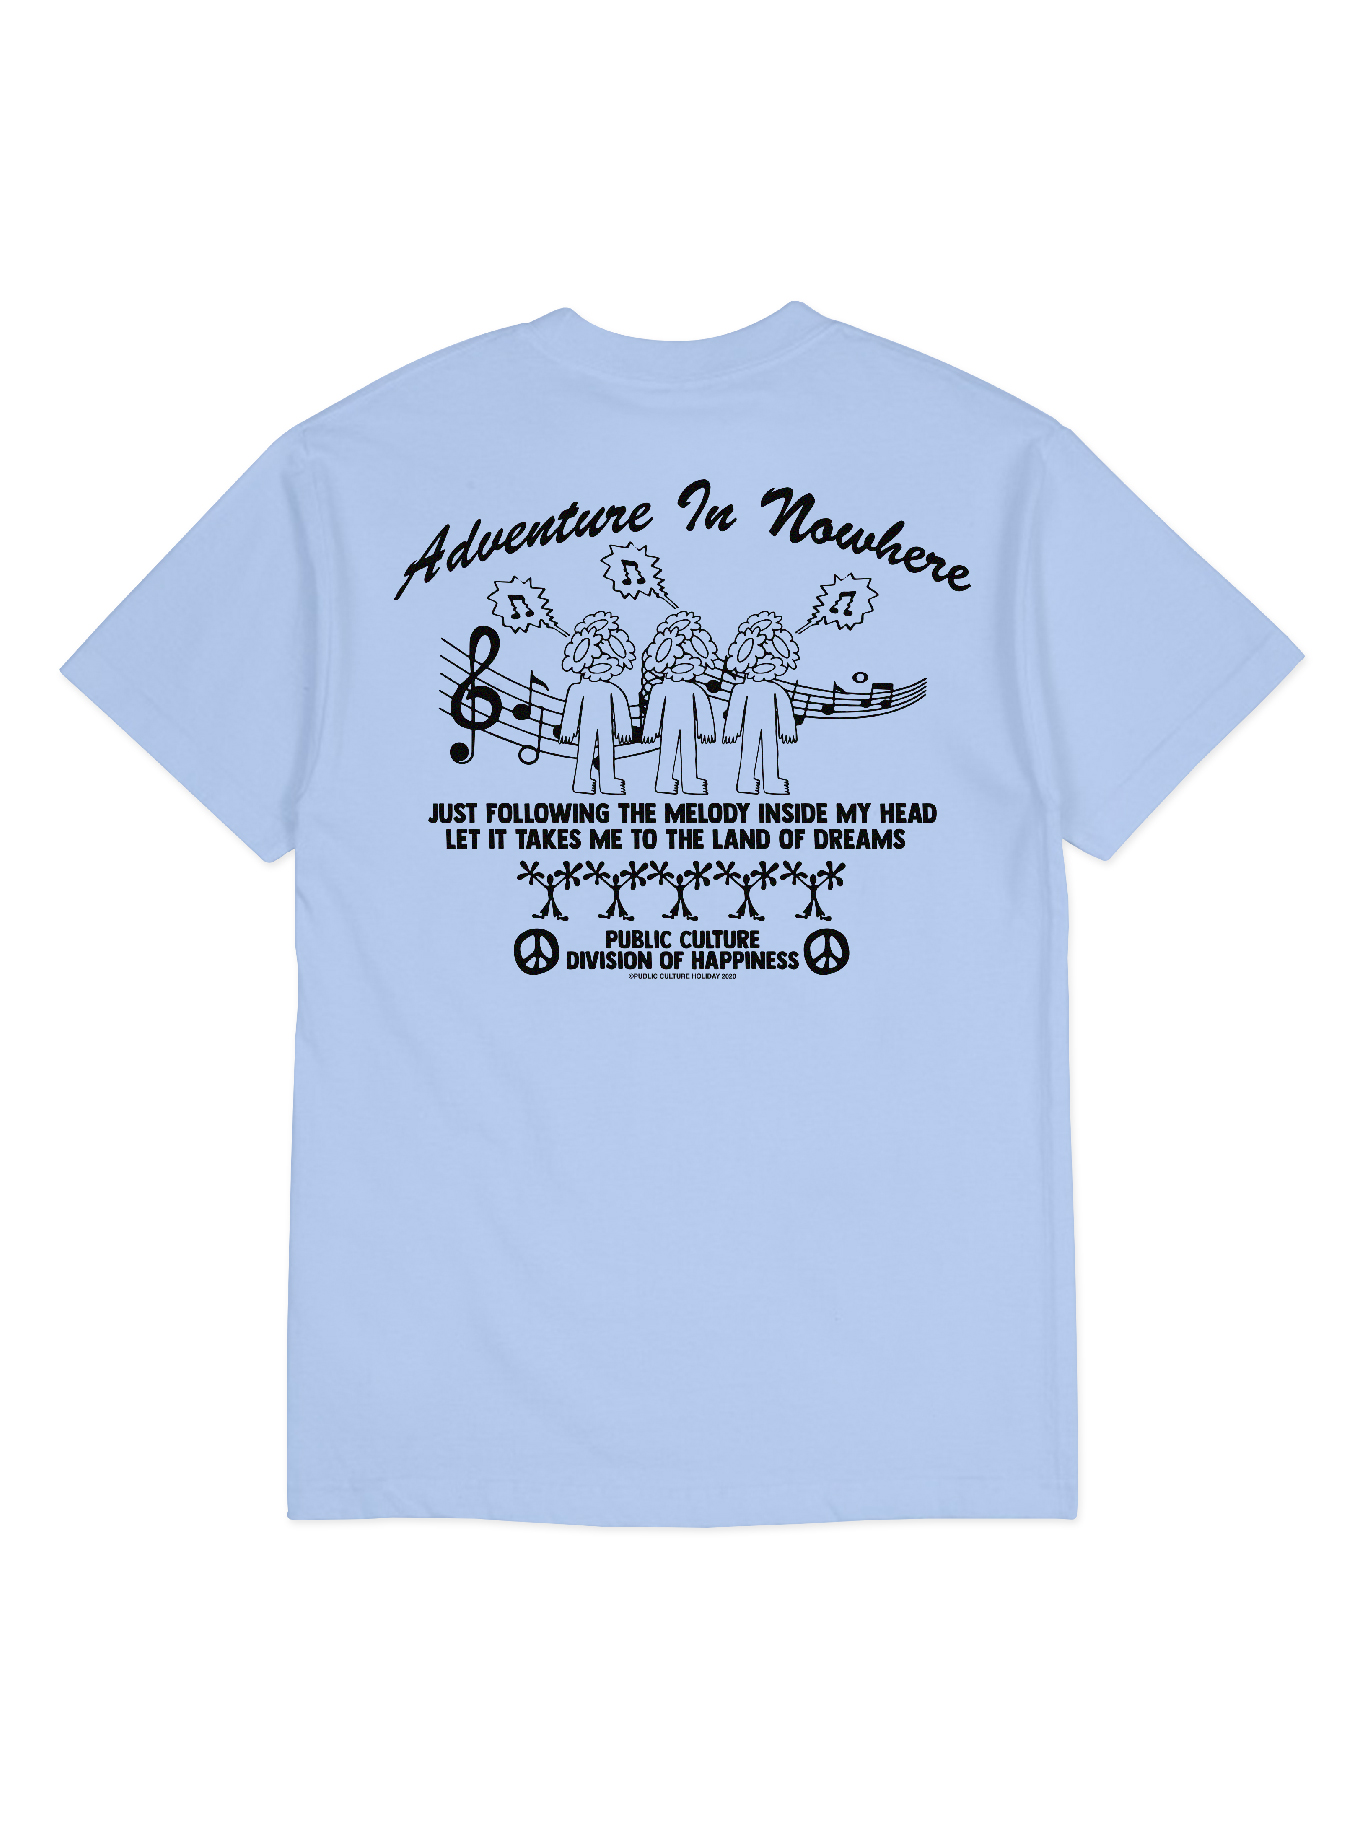 Adventure In Nowhere
JUST FOLLOWING THE MELODY INSIDE MY HEAD
LET IT TAKES ME TO THE LAND OF DREAMS
PUBLIC CULTURE
DIVISION OF HAPPINESS
©PUBLIC CULTURE HOLIDAY 2020